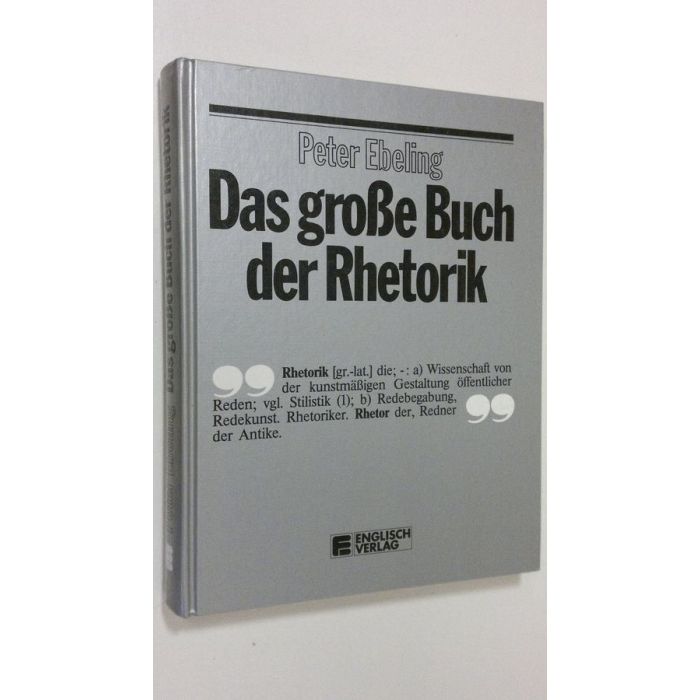 Peter Ebeling
Das große Buch
der Rhetorik
Rhetorik [gr.-lat.] die; -: a) Wissenschaft von
der kunstmäßigen Gestaltung öffentlicher
Reden; vgl. Stilistik (1); b) Redebegabung,
Redekunst. Rhetoriker. Rhetor der, Redner
der Antike.
ENGLISCH
VERLAG
Das große Buch der Rhetorik